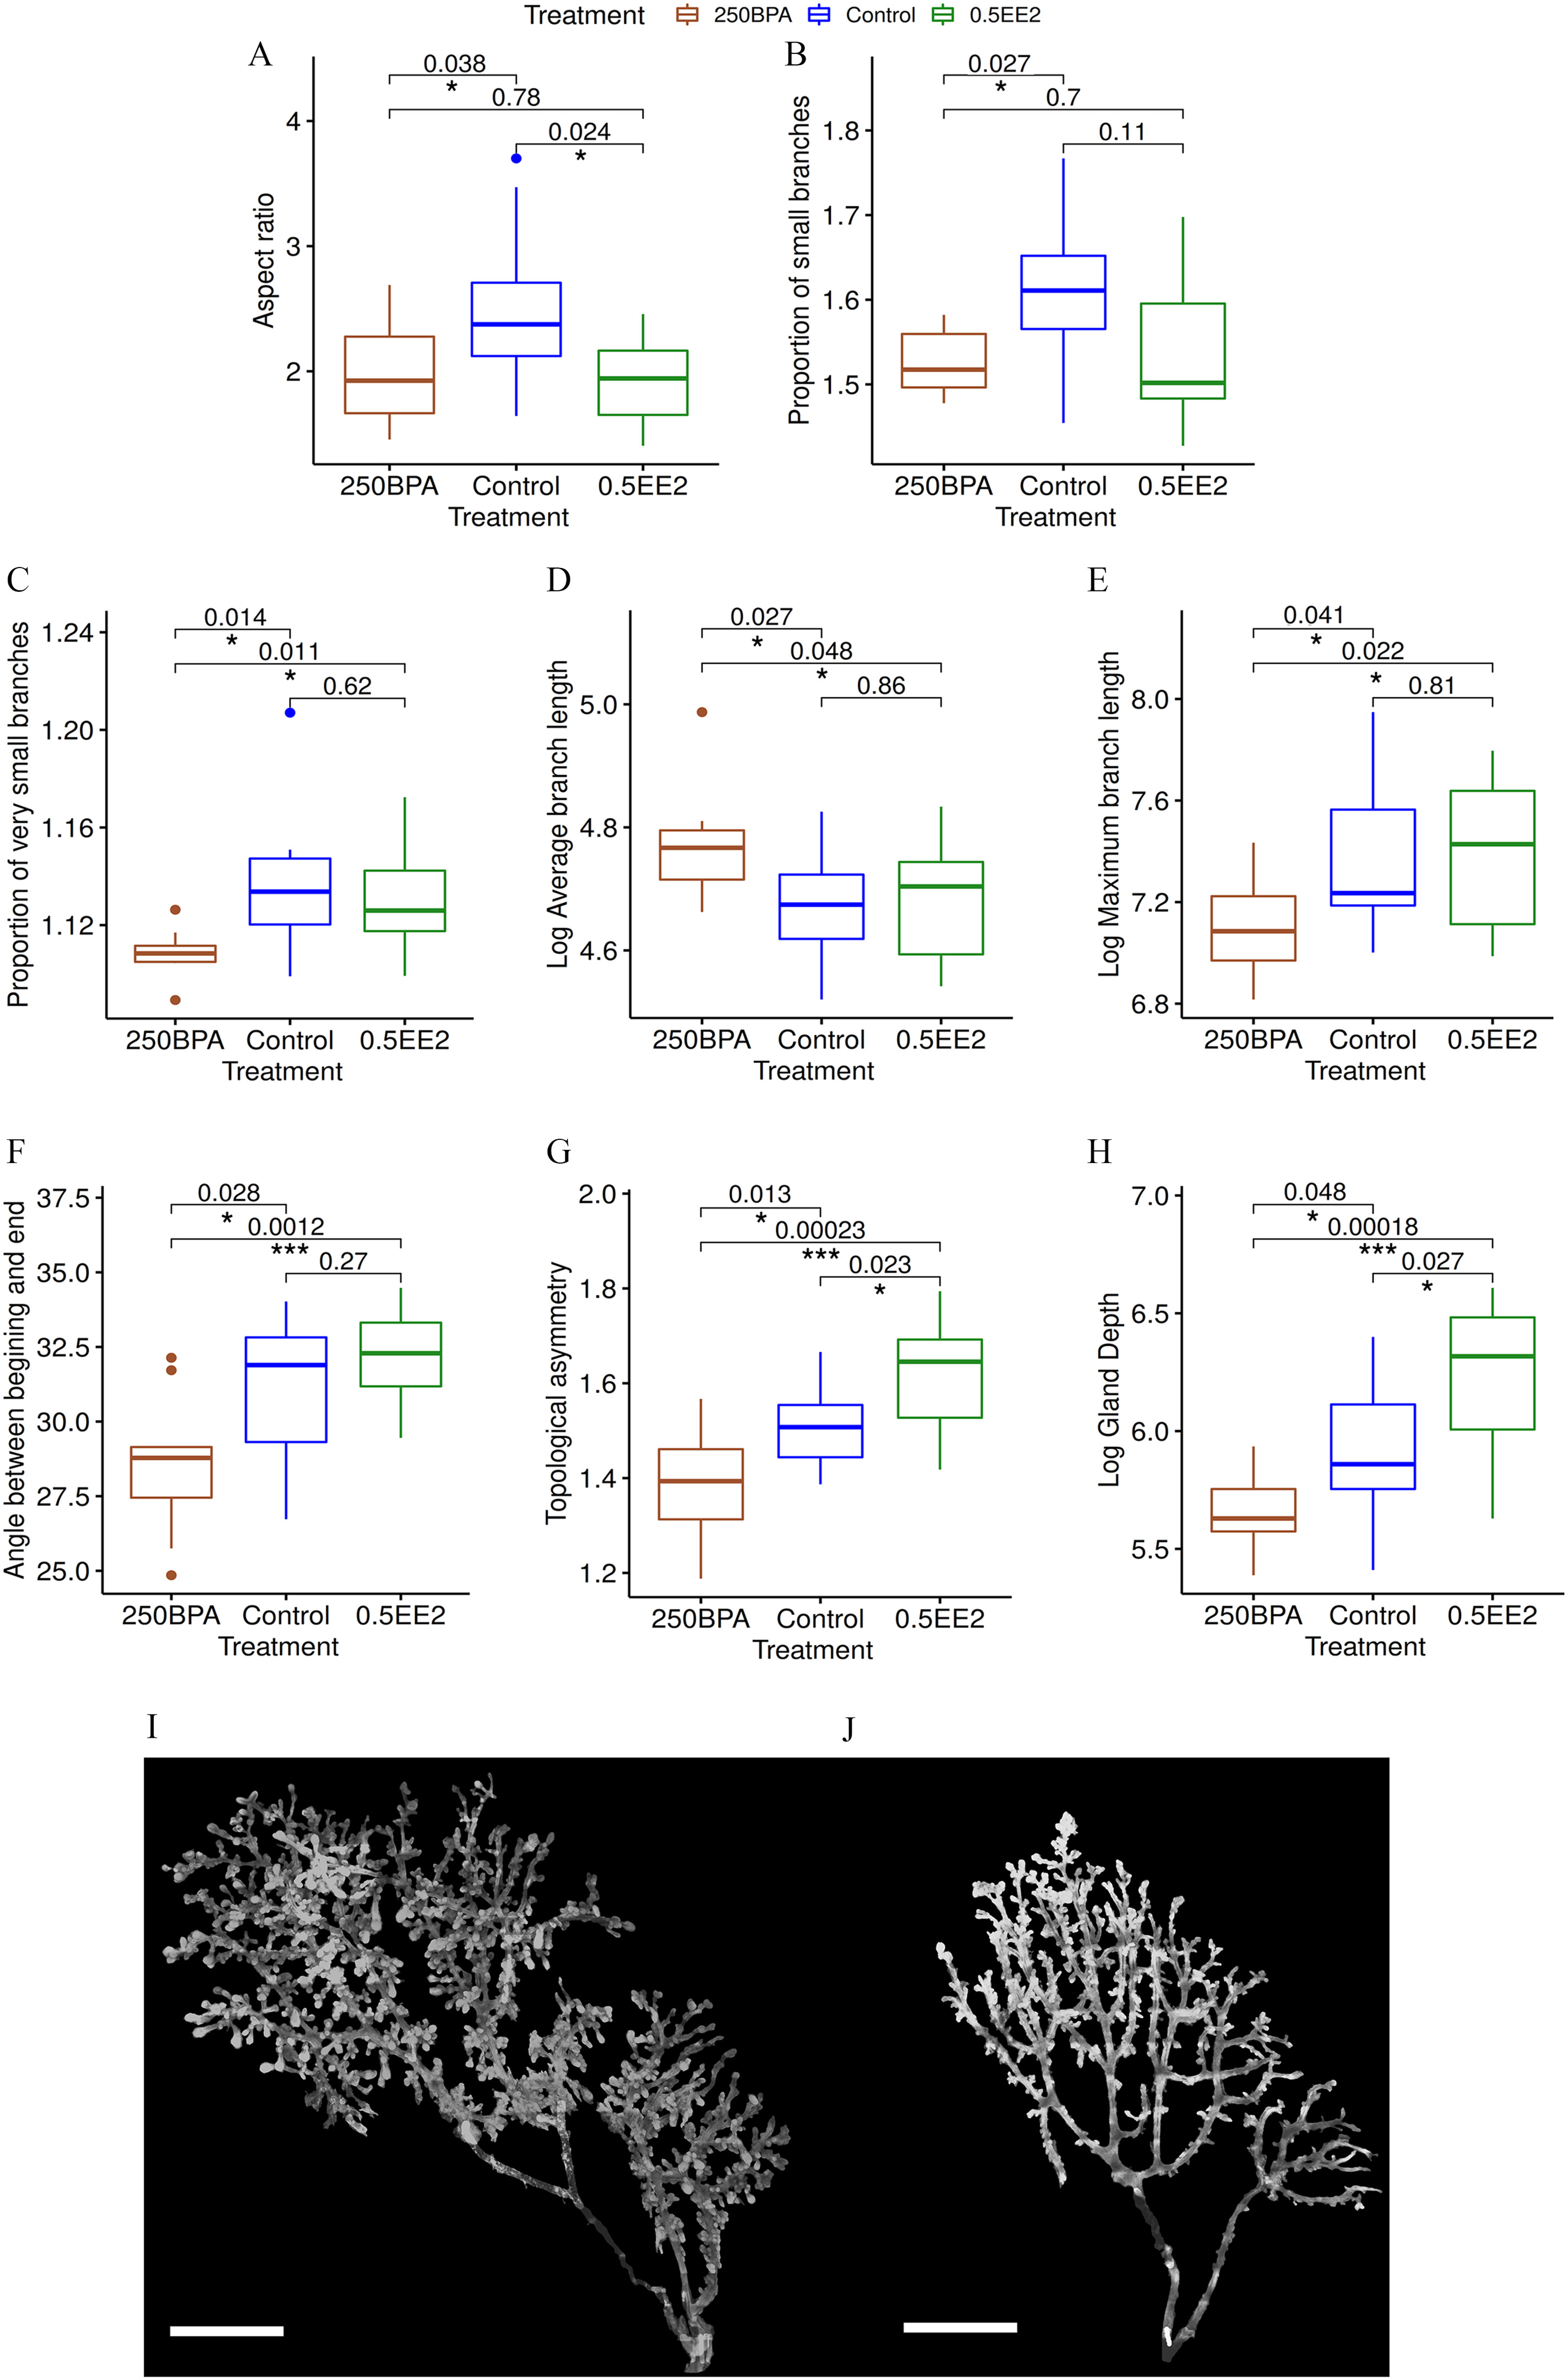 Treatment 250BPA Control 0.5EE2
A
0.038
*
0.78
0.024
*
Aspect ratio
4
3
2
250BPA Control 0.5EE2
Treatment
B
0.027
*
0.7
0.11
Proportion of small branches
1.8
1.7
1.6
1.5
250BPA Control 0.5EE2
Treatment
C
0.014
*
0.011
*
0.62
Proportion of very small branches
1.24
1.20
1.16
1.12
250BPA Control 0.5EE2
Treatment
D
0.027
*
0.048
*
0.86
Log Average branch length
5.0
4.8
4.6
250BPA Control 0.5EE2
Treatment
E
0.041
*
0.022
*
0.81
Log Maximum branch length
8.0
7.6
7.2
6.8
250BPA Control 0.5EE2
Treatment
F
0.028
*
0.0012
***
0.27
Angle between begining and end
37.5
35.0
32.5
30.0
27.5
25.0
250BPA Control 0.5EE2
Treatment
G
0.013
*
0.00023
***
0.023
*
Topological asymmetry
2.0
1.8
1.6
1.4
1.2
250BPA Control 0.5EE2
Treatment
H
0.048
*
0.00018
***
0.027
*
Log Gland Depth
7.0
6.5
6.0
5.5
250BPA Control 0.5EE2
Treatment
I
J